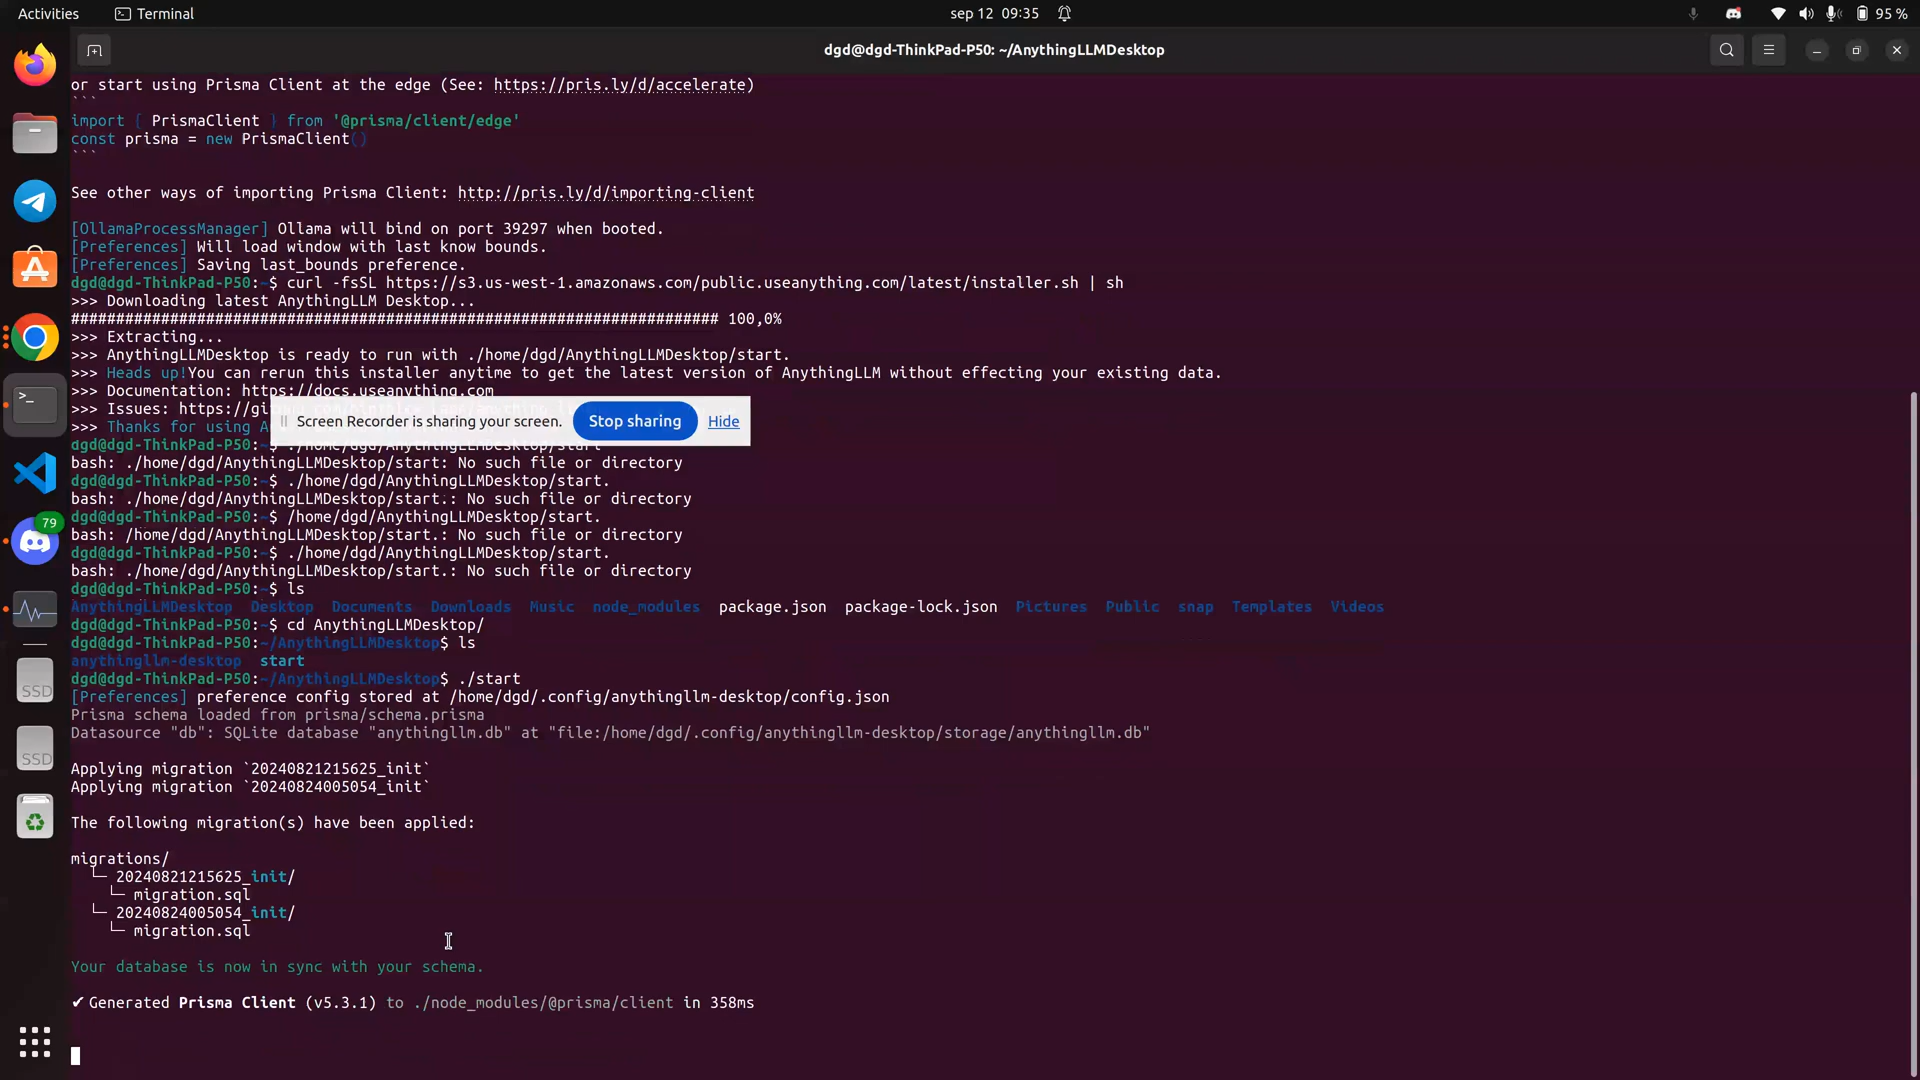 Activities
Terminal
sep 12 09:35
95 %
dgd@dgd-ThinkPad-P50: ~/AnythingLLMDesktop
or start using Prisma Client at the edge (See: https://pris.ly/d/accelerate)
```
import { PrismaClient } from '@prisma/client/edge'
const prisma = new PrismaClient()
```
See other ways of importing Prisma Client: http://pris.ly/d/importing-client
[OllamaProcessManager] Ollama will bind on port 39297 when booted.
[Preferences] Will load window with last know bounds.
[Preferences] Saving last_bounds preference.
dgd@dgd-ThinkPad-P50:~$ curl -fsSL https://s3.us-west-1.amazonaws.com/public.useanything.com/latest/installer.sh | sh
>>> Downloading latest AnythingLLM Desktop...
######################################################################## 100,0%
>>> Extracting...
>>> AnythingLLMDesktop is ready to run with ./home/dgd/AnythingLLMDesktop/start.
>>> Heads up!You can rerun this installer anytime to get the latest version of AnythingLLM without effecting your existing data.
>>> Documentation: https://docs.useanything.com
>>> Issues: https://gi
>>> Thanks for using A
Screen Recorder is sharing your screen.
Stop sharing
Hide
dgd@dgd-ThinkPad-P50:~$ ./home/dgd/AnythingLLMDesktop/start
bash: ./home/dgd/AnythingLLMDesktop/start: No such file or directory
dgd@dgd-ThinkPad-P50:~$ ./home/dgd/AnythingLLMDesktop/start.
bash: ./home/dgd/AnythingLLMDesktop/start.: No such file or directory
dgd@dgd-ThinkPad-P50:~$ /home/dgd/AnythingLLMDesktop/start.
bash: /home/dgd/AnythingLLMDesktop/start.: No such file or directory
dgd@dgd-ThinkPad-P50:~$ ./home/dgd/AnythingLLMDesktop/start.
bash: ./home/dgd/AnythingLLMDesktop/start.: No such file or directory
dgd@dgd-ThinkPad-P50:~$ ls
AnythingLLMDesktop Desktop Documents Downloads Music node_modules package.json package-lock.json Pictures Public snap Templates Videos
dgd@dgd-ThinkPad-P50:~$ cd AnythingLLMDesktop/
dgd@dgd-ThinkPad-P50:~/AnythingLLMDesktop$ ls
anythingllm-desktop start
dgd@dgd-ThinkPad-P50:~/AnythingLLMDesktop$ ./start
[Preferences] preference config stored at /home/dgd/.config/anythingllm-desktop/config.json
Prisma schema loaded from prisma/schema.prisma
Datasource "db": SQLite database "anythingllm.db" at "file:/home/dgd/.config/anythingllm-desktop/storage/anythingllm.db"
Applying migration `20240821215625_init`
Applying migration `20240824005054_init`
The following migration(s) have been applied:
migrations/
└─ 20240821215625_init/
└─ migration.sql
└─ 20240824005054_init/
└─ migration.sql
Your database is now in sync with your schema.
✔ Generated Prisma Client (v5.3.1) to ./node_modules/@prisma/client in 358ms
79
SSD
SSD